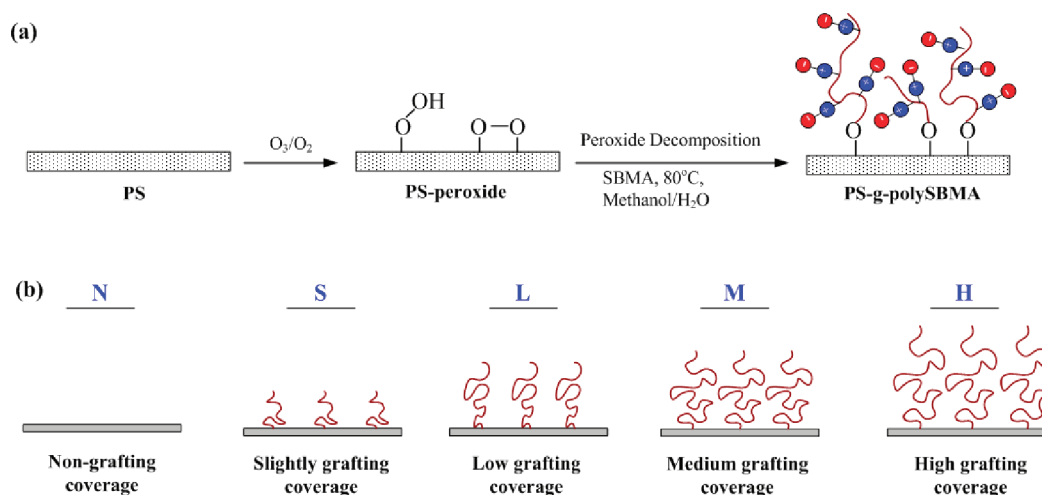 (a)
OH
O
O
O
O₃/O₂
Peroxide Decomposition
SBMA, 80°C,
Methanol/H₂O
O
O
O
PS
PS-peroxide
PS-g-polySBMA
(b)
N
S
L
M
H
Non-grafting
coverage
Slightly grafting
coverage
Low grafting
coverage
Medium grafting
coverage
High grafting
coverage